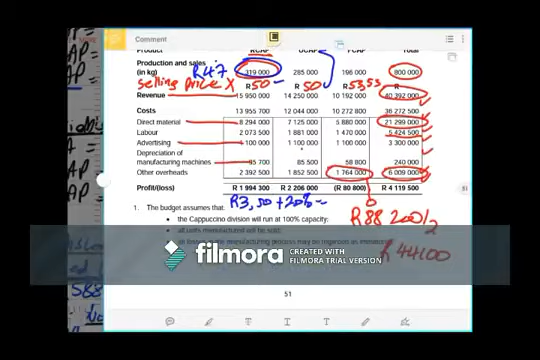 Comment
Product RCAP UCAP PCAP Total
Production and sales
(in kg) R47 319 000 285 000 196 000 800 000
Selling price X R50 R50 R53,53 R
Revenue 15 950 000 14 250 000 10 192 000 40 392 000
Costs 13 955 700 12 044 000 10 272 800 36 272 500
Direct material 8 294 000 7 125 000 5 880 000 21 299 000
Labour 2 073 500 1 881 000 1 470 000 5 424 500
Advertising 1 100 000 1 100 000 1 100 000 3 300 000
Depreciation of
manufacturing machines 95 700 85 500 58 800 240 000
Other overheads 2 392 500 1 852 500 1 764 000 6 009 000
Profit/(loss) R 1 994 300 R 2 206 000 (R 80 800) R 4 119 500
R3,50 +20%
1. The budget assumes that
R88 200/2
• the Cappuccino division will run at 100% capacity;
• all units manufactured will be sold;
R 44100
filmora
CREATED WITH
FILMORA TRIAL VERSION
51